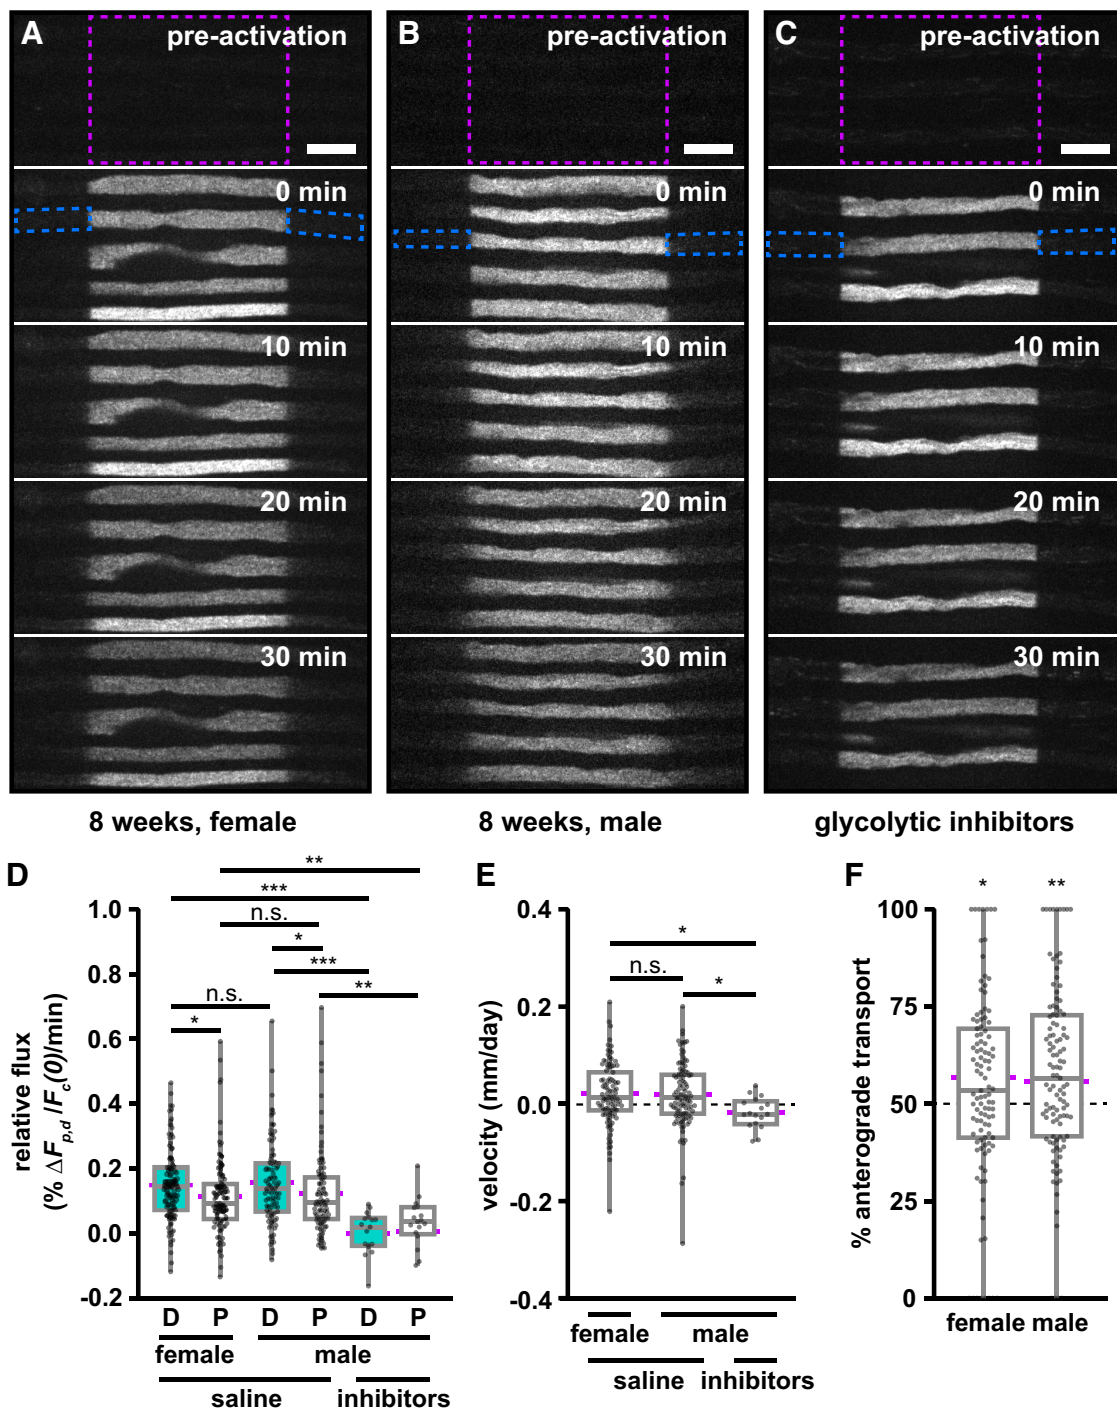 A pre-activation
B pre-activation
C pre-activation
0 min
0 min
0 min
10 min
10 min
10 min
20 min
20 min
20 min
30 min
30 min
30 min
8 weeks, female
8 weeks, male
glycolytic inhibitors
D
relative flux
(% ΔF p,d /F c (0)/min)
1.0
0.8
0.6
0.4
0.2
0.0
-0.2
**
***
n.s.
*
***
n.s.
**
*
D P D P D P
female male
saline inhibitors
E
velocity (mm/day)
0.4
0.2
0.0
-0.2
-0.4
*
n.s.
*
female male
saline inhibitors
F
% anterograde transport
100
75
50
25
0
* **
female male